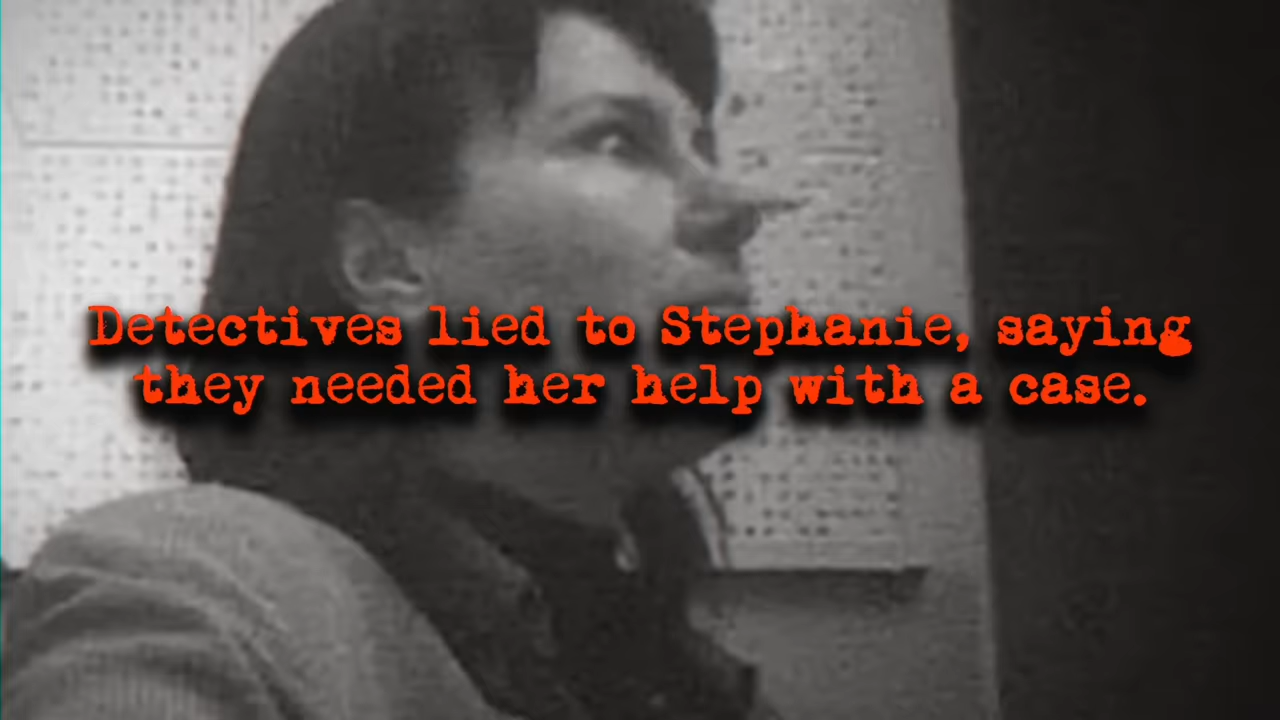 Detectives lied to Stephanie, saying
they needed her help with a case.